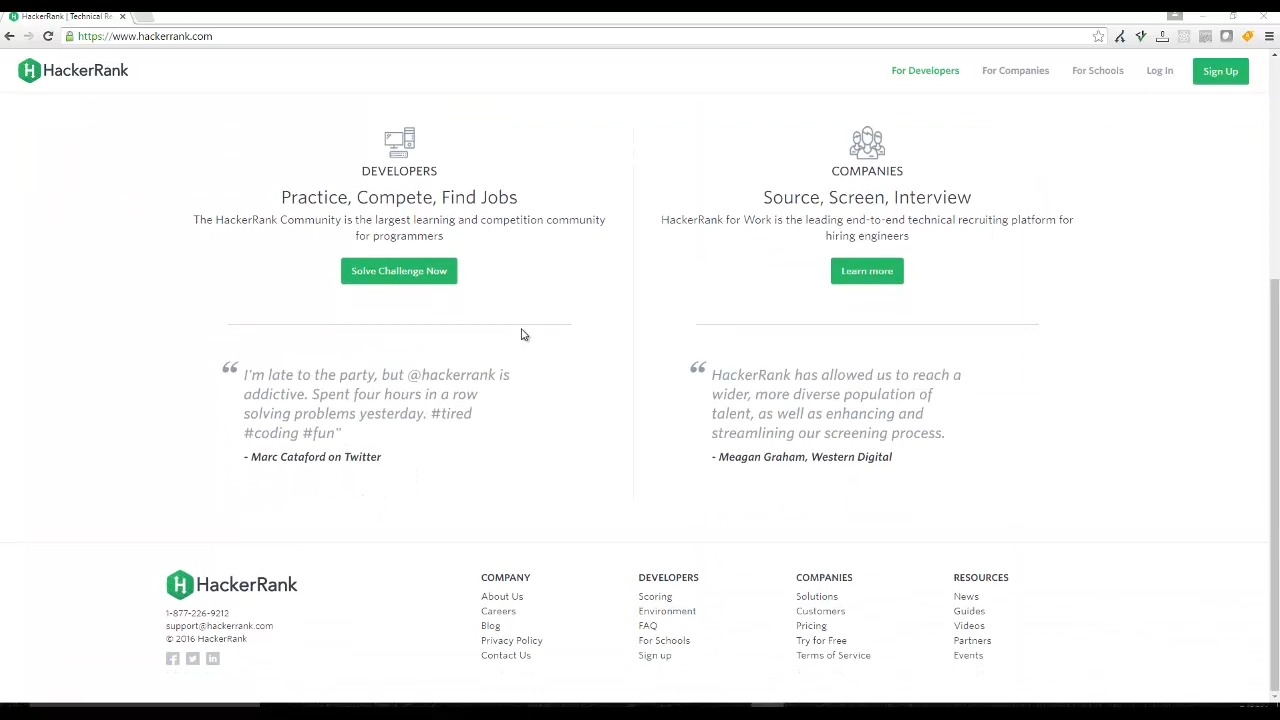 HackerRank | Technical Re
https://www.hackerrank.com
HackerRank
For Developers
For Companies
For Schools
Log In
Sign Up
DEVELOPERS
Practice, Compete, Find Jobs
The HackerRank Community is the largest learning and competition community
for programmers
Solve Challenge Now
“ I'm late to the party, but @hackerrank is
addictive. Spent four hours in a row
solving problems yesterday. #tired
#coding #fun"
- Marc Cataford on Twitter
COMPANIES
Source, Screen, Interview
HackerRank for Work is the leading end-to-end technical recruiting platform for
hiring engineers
Learn more
“ HackerRank has allowed us to reach a
wider, more diverse population of
talent, as well as enhancing and
streamlining our screening process.
- Meagan Graham, Western Digital
HackerRank
1-877-226-9212
support@hackerrank.com
© 2016 HackerRank
COMPANY
About Us
Careers
Blog
Privacy Policy
Contact Us
DEVELOPERS
Scoring
Environment
FAQ
For Schools
Sign up
COMPANIES
Solutions
Customers
Pricing
Try for Free
Terms of Service
RESOURCES
News
Guides
Videos
Partners
Events